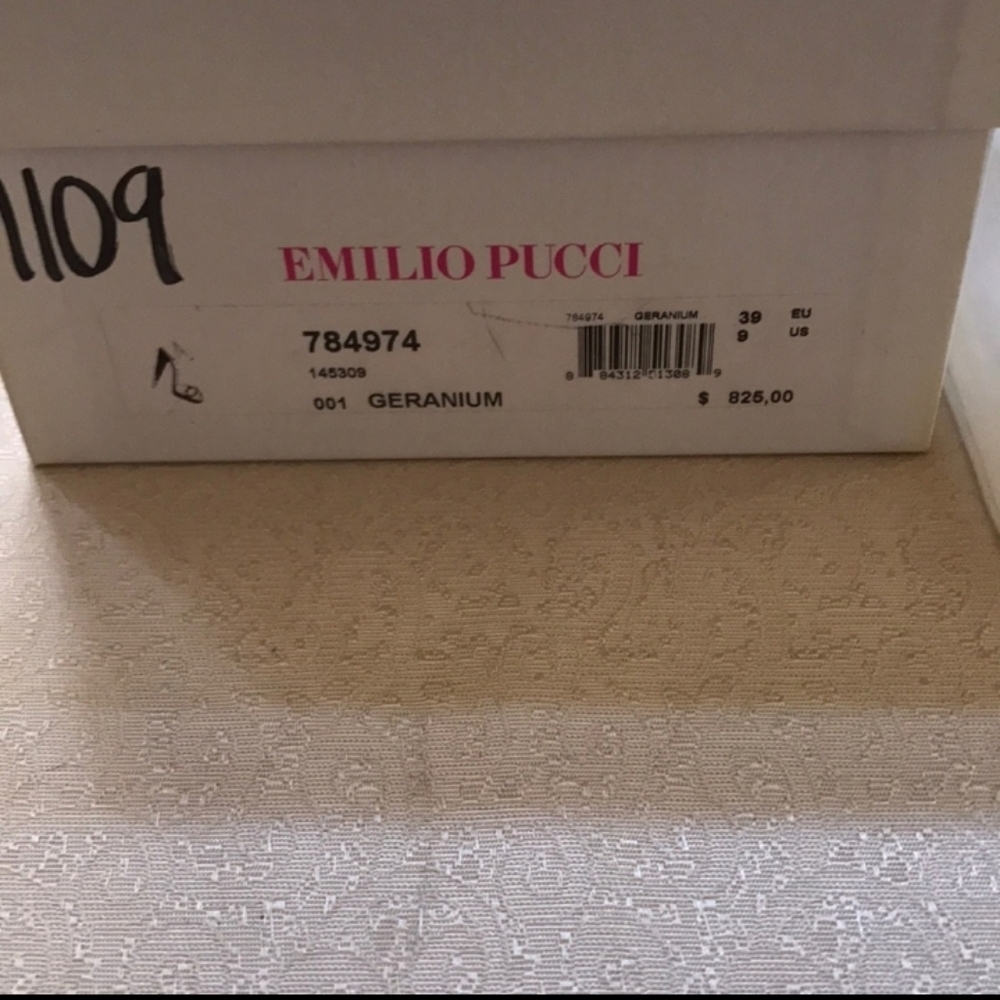 1109
EMILIO PUCCI
784974
145309
001 GERANIUM
784974 GERANIUM
39 EU
9 US
$ 825,00